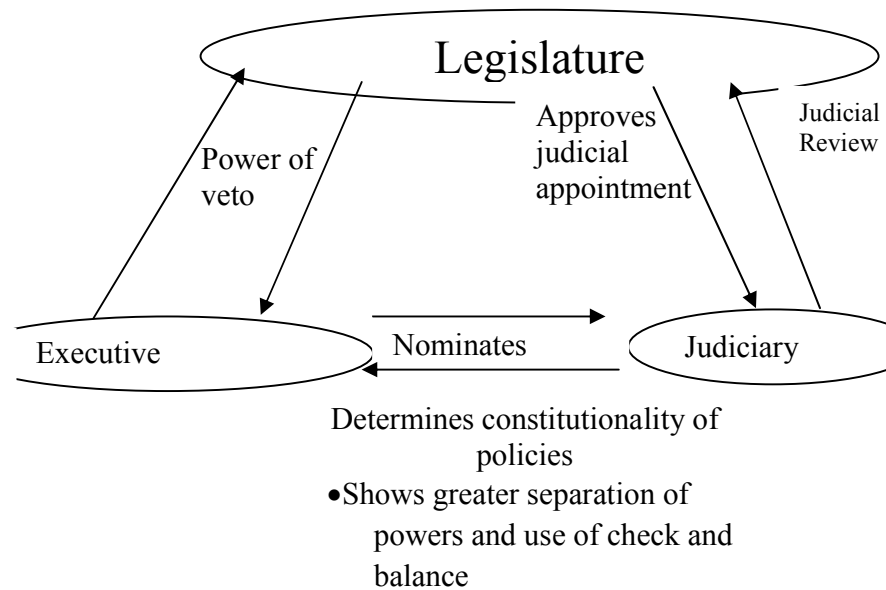 Legislature
Power of
veto
Approves
judicial
appointment
Judicial
Review
Executive
Nominates
Judiciary
Determines constitutionality of
policies
•Shows greater separation of
powers and use of check and
balance